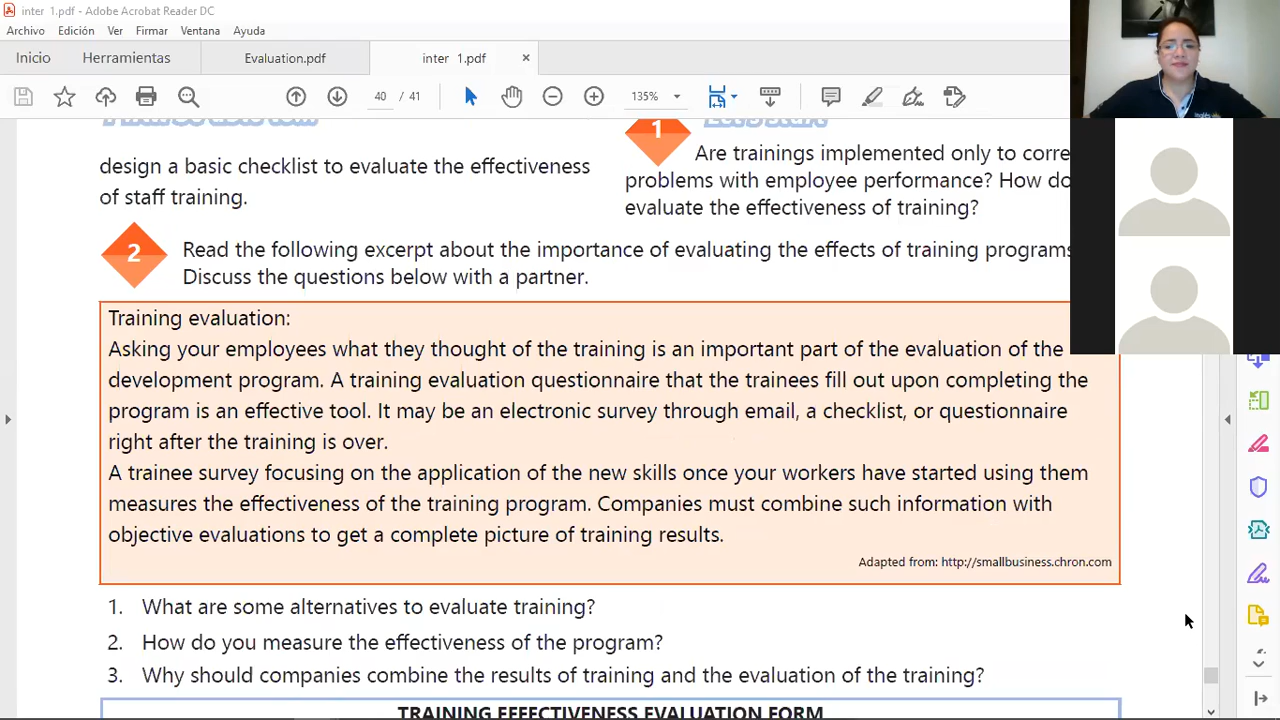 inter 1.pdf - Adobe Acrobat Reader DC
Archivo Edición Ver Firmar Ventana Ayuda
Inicio Herramientas Evaluation.pdf inter 1.pdf ×
40 / 41 135%
1 Let's start
design a basic checklist to evaluate the effectiveness
of staff training.
Are trainings implemented only to corre
problems with employee performance? How do
evaluate the effectiveness of training?
2 Read the following excerpt about the importance of evaluating the effects of training programs
Discuss the questions below with a partner.
Training evaluation:
Asking your employees what they thought of the training is an important part of the evaluation of the
development program. A training evaluation questionnaire that the trainees fill out upon completing the
program is an effective tool. It may be an electronic survey through email, a checklist, or questionnaire
right after the training is over.
A trainee survey focusing on the application of the new skills once your workers have started using them
measures the effectiveness of the training program. Companies must combine such information with
objective evaluations to get a complete picture of training results.
Adapted from: http://smallbusiness.chron.com
1. What are some alternatives to evaluate training?
2. How do you measure the effectiveness of the program?
3. Why should companies combine the results of training and the evaluation of the training?
TRAINING EFFECTIVENESS EVALUATION FORM